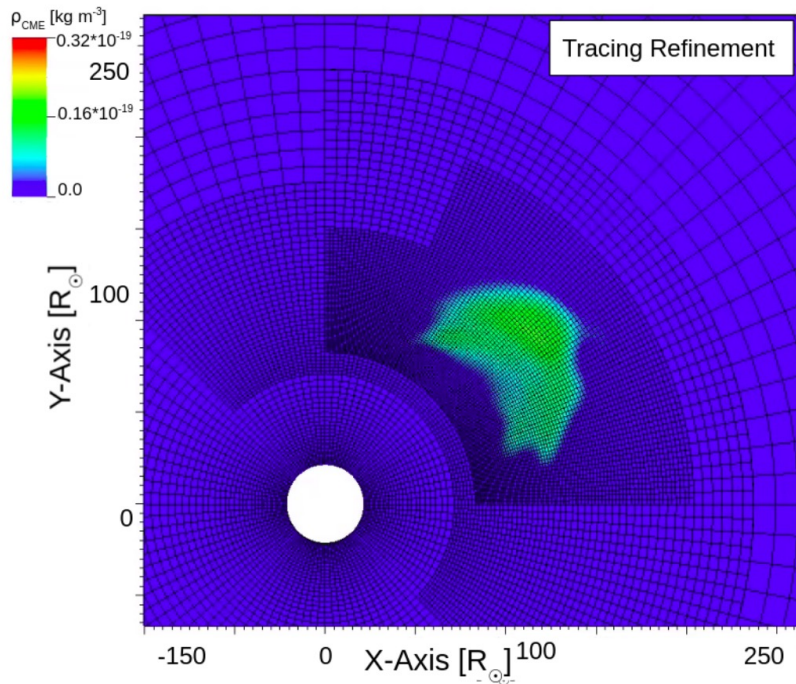 ρCME [kg m-3]
0.32*10-19
0.16*10-19
0.0
Tracing Refinement
250
100
0
Y-Axis [R☉]
-150
0
100
250
X-Axis [R☉]